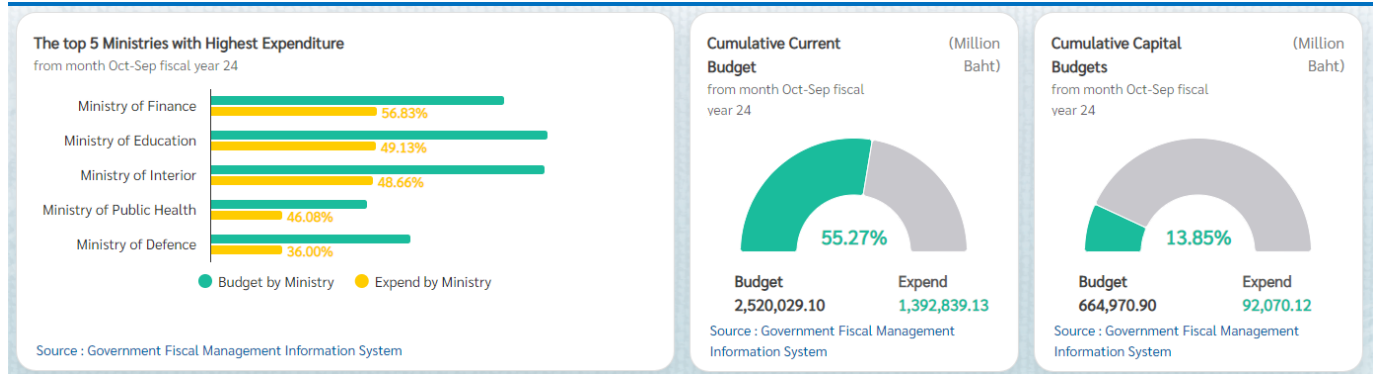 The top 5 Ministries with Highest Expenditure
from month Oct-Sep fiscal year 24
Ministry of Finance
56.83%
Ministry of Education
49.13%
Ministry of Interior
48.66%
Ministry of Public Health
46.08%
Ministry of Defence
36.00%
Budget by Ministry Expend by Ministry
Source : Government Fiscal Management Information System
Cumulative Current (Million
Budget Baht)
from month Oct-Sep fiscal
year 24
55.27%
Budget Expend
2,520,029.10 1,392,839.13
Source : Government Fiscal Management
Information System
Cumulative Capital (Million
Budgets Baht)
from month Oct-Sep fiscal
year 24
13.85%
Budget Expend
664,970.90 92,070.12
Source : Government Fiscal Management
Information System